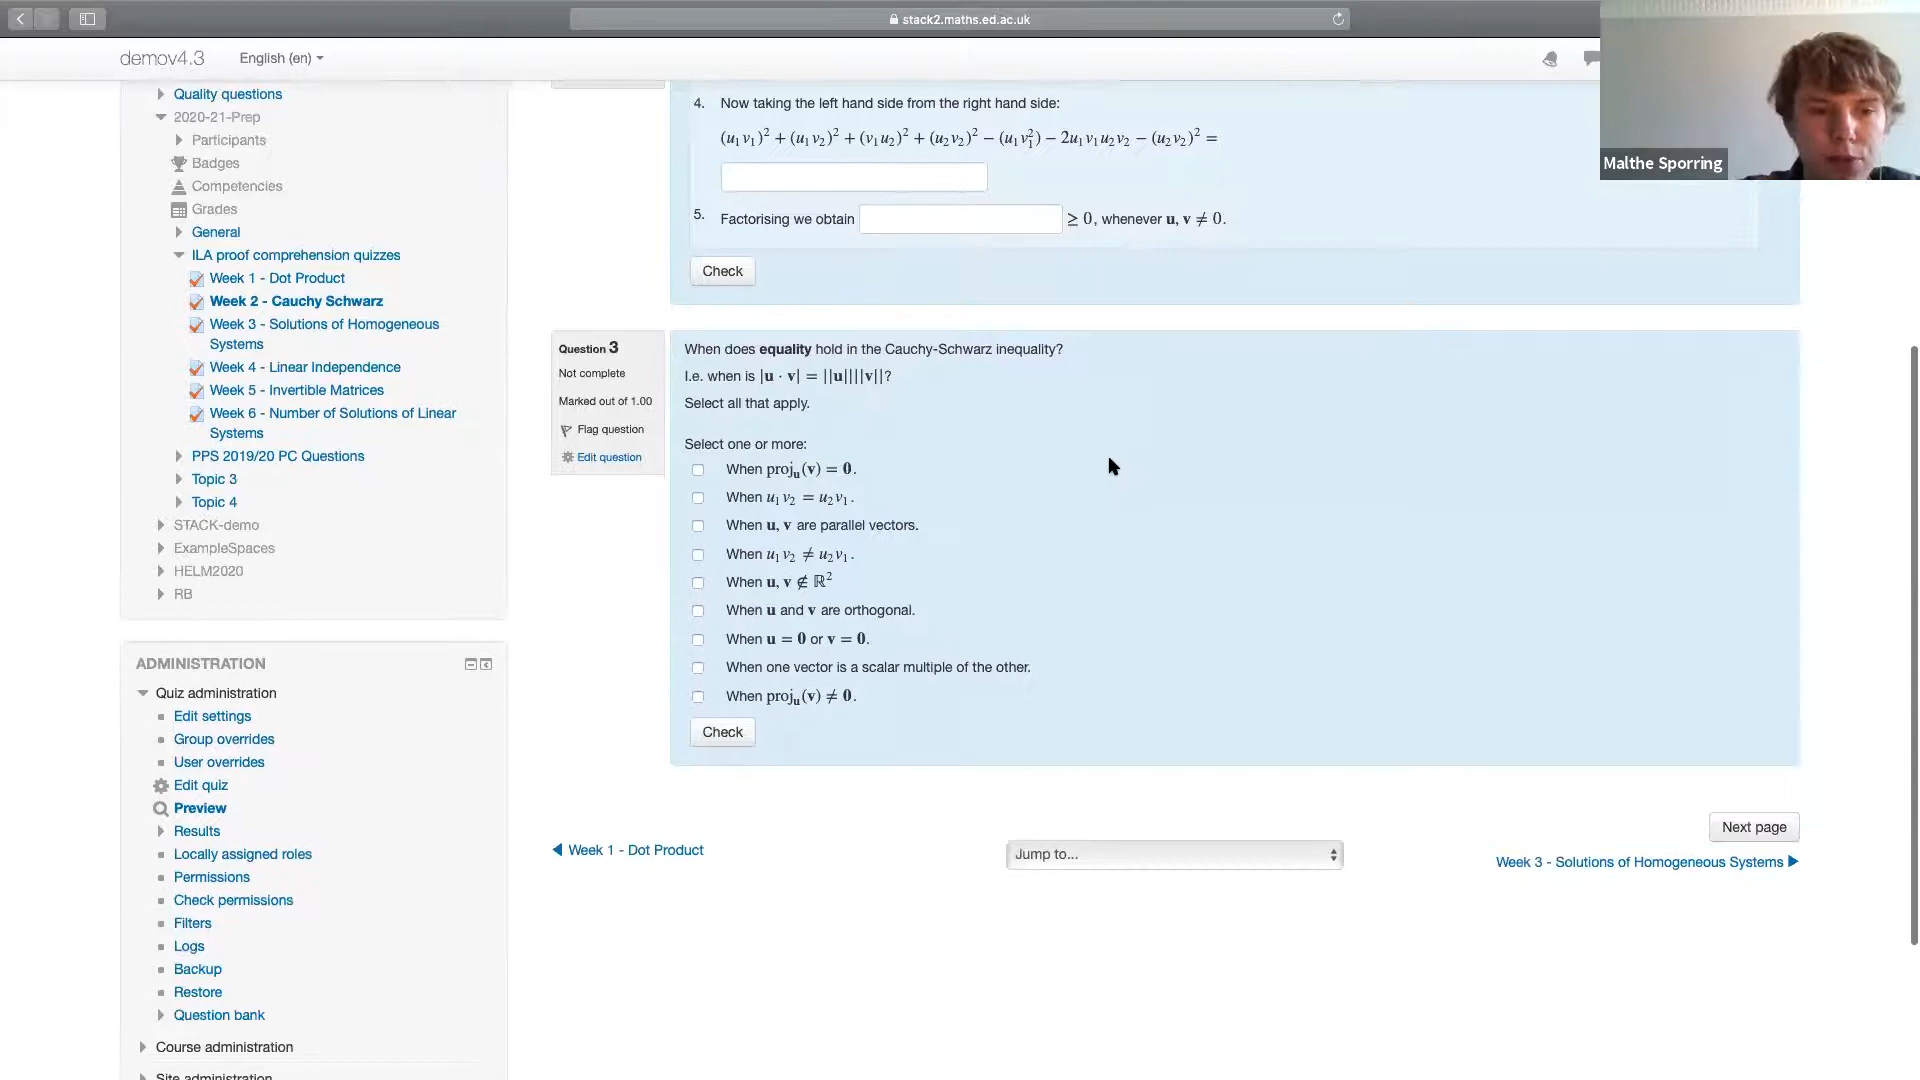 stack2.maths.ed.ac.uk
demov4.3
English (en)
Malthe Sporring
Quality questions
2020-21-Prep
Participants
Badges
Competencies
Grades
General
ILA proof comprehension quizzes
Week 1 - Dot Product
Week 2 - Cauchy Schwarz
Week 3 - Solutions of Homogeneous
Systems
Week 4 - Linear Independence
Week 5 - Invertible Matrices
Week 6 - Number of Solutions of Linear
Systems
PPS 2019/20 PC Questions
Topic 3
Topic 4
STACK-demo
ExampleSpaces
HELM2020
RB
ADMINISTRATION
Quiz administration
Edit settings
Group overrides
User overrides
Edit quiz
Preview
Results
Locally assigned roles
Permissions
Check permissions
Filters
Logs
Backup
Restore
Question bank
Course administration
Site administration
4. Now taking the left hand side from the right hand side:
(u₁v₁)² + (u₁v₂)² + (v₁u₂)² + (u₂v₂)² − (u₁v₁²) − 2u₁v₁u₂v₂ − (u₂v₂)² =
5. Factorising we obtain ≥ 0, whenever u, v ≠ 0.
Check
Question 3
Not complete
Marked out of 1.00
Flag question
Edit question
When does equality hold in the Cauchy-Schwarz inequality?
I.e. when is |u · v| = ||u||||v||?
Select all that apply.
Select one or more:
When projᵤ(v) = 0.
When u₁v₂ = u₂v₁.
When u, v are parallel vectors.
When u₁v₂ ≠ u₂v₁.
When u, v ∉ ℝ²
When u and v are orthogonal.
When u = 0 or v = 0.
When one vector is a scalar multiple of the other.
When projᵤ(v) ≠ 0.
Check
Next page
Week 1 - Dot Product
Jump to...
Week 3 - Solutions of Homogeneous Systems